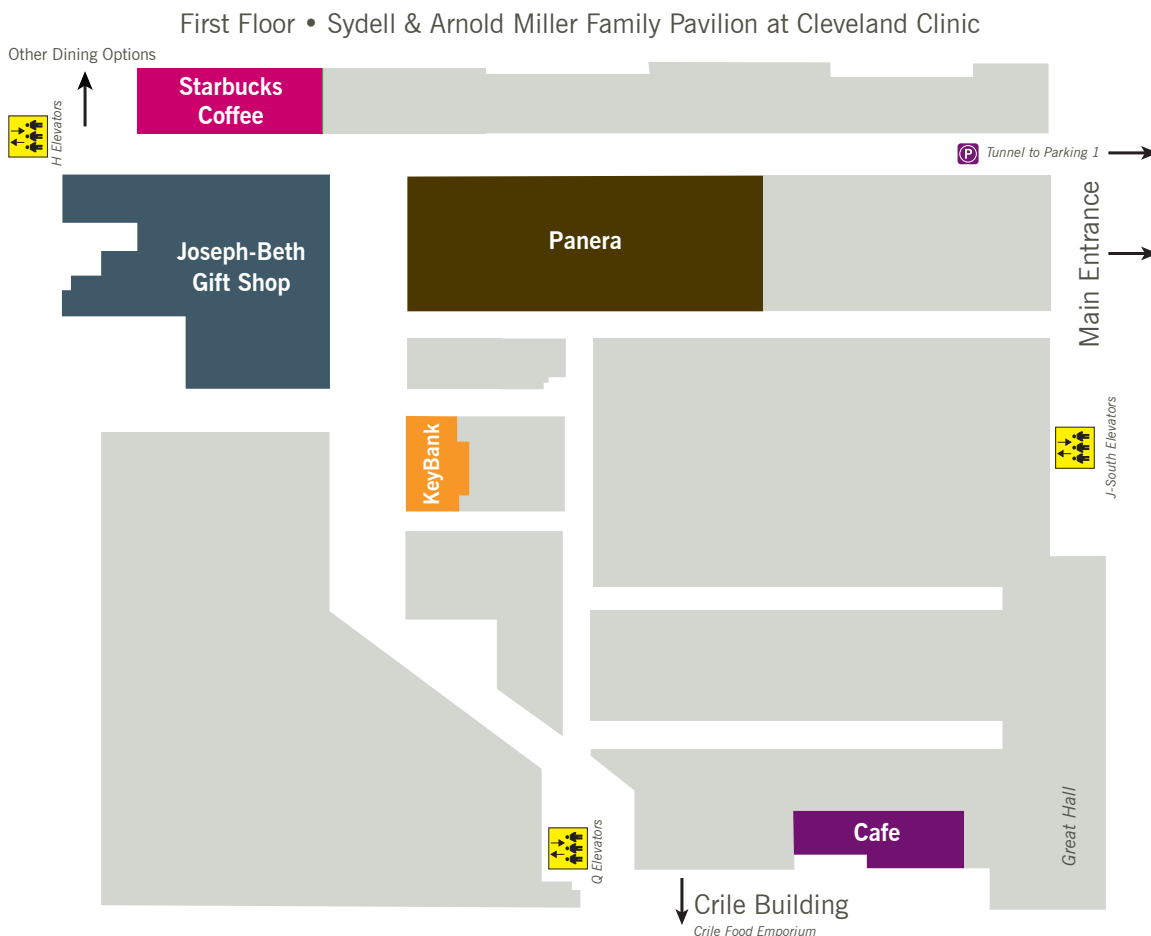 First Floor • Sydell & Arnold Miller Family Pavilion at Cleveland Clinic
Other Dining Options
Starbucks
Coffee
H Elevators
P
Tunnel to Parking 1
Joseph-Beth
Gift Shop
Panera
Main Entrance
KeyBank
J-South Elevators
Cafe
Great Hall
Q Elevators
Crile Building
Crile Food Emporium